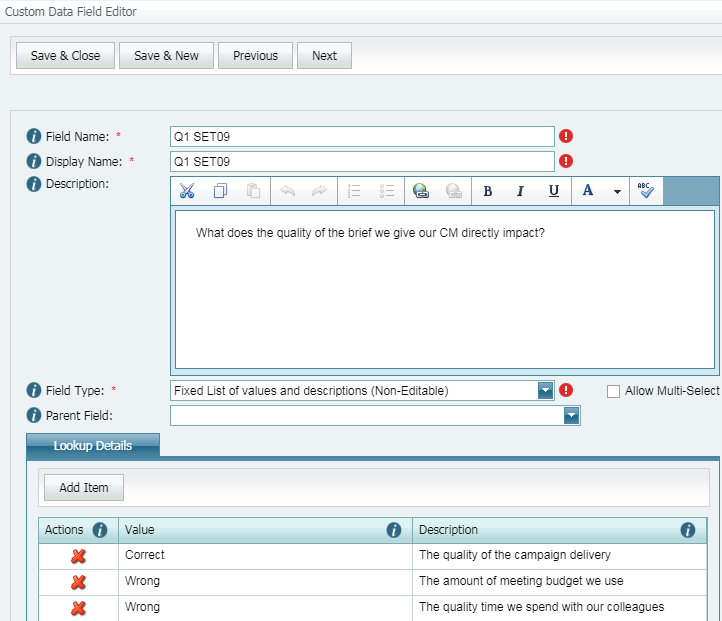 Custom Data Field Editor
Save & Close Save & New Previous Next
Field Name: * Q1 SET09
Display Name: * Q1 SET09
Description:
B I U A ABC
What does the quality of the brief we give our CM directly impact?
Field Type: * Fixed List of values and descriptions (Non-Editable) Allow Multi-Select
Parent Field:
Lookup Details
Add Item
Actions Value Description
Correct The quality of the campaign delivery
Wrong The amount of meeting budget we use
Wrong The quality time we spend with our colleagues